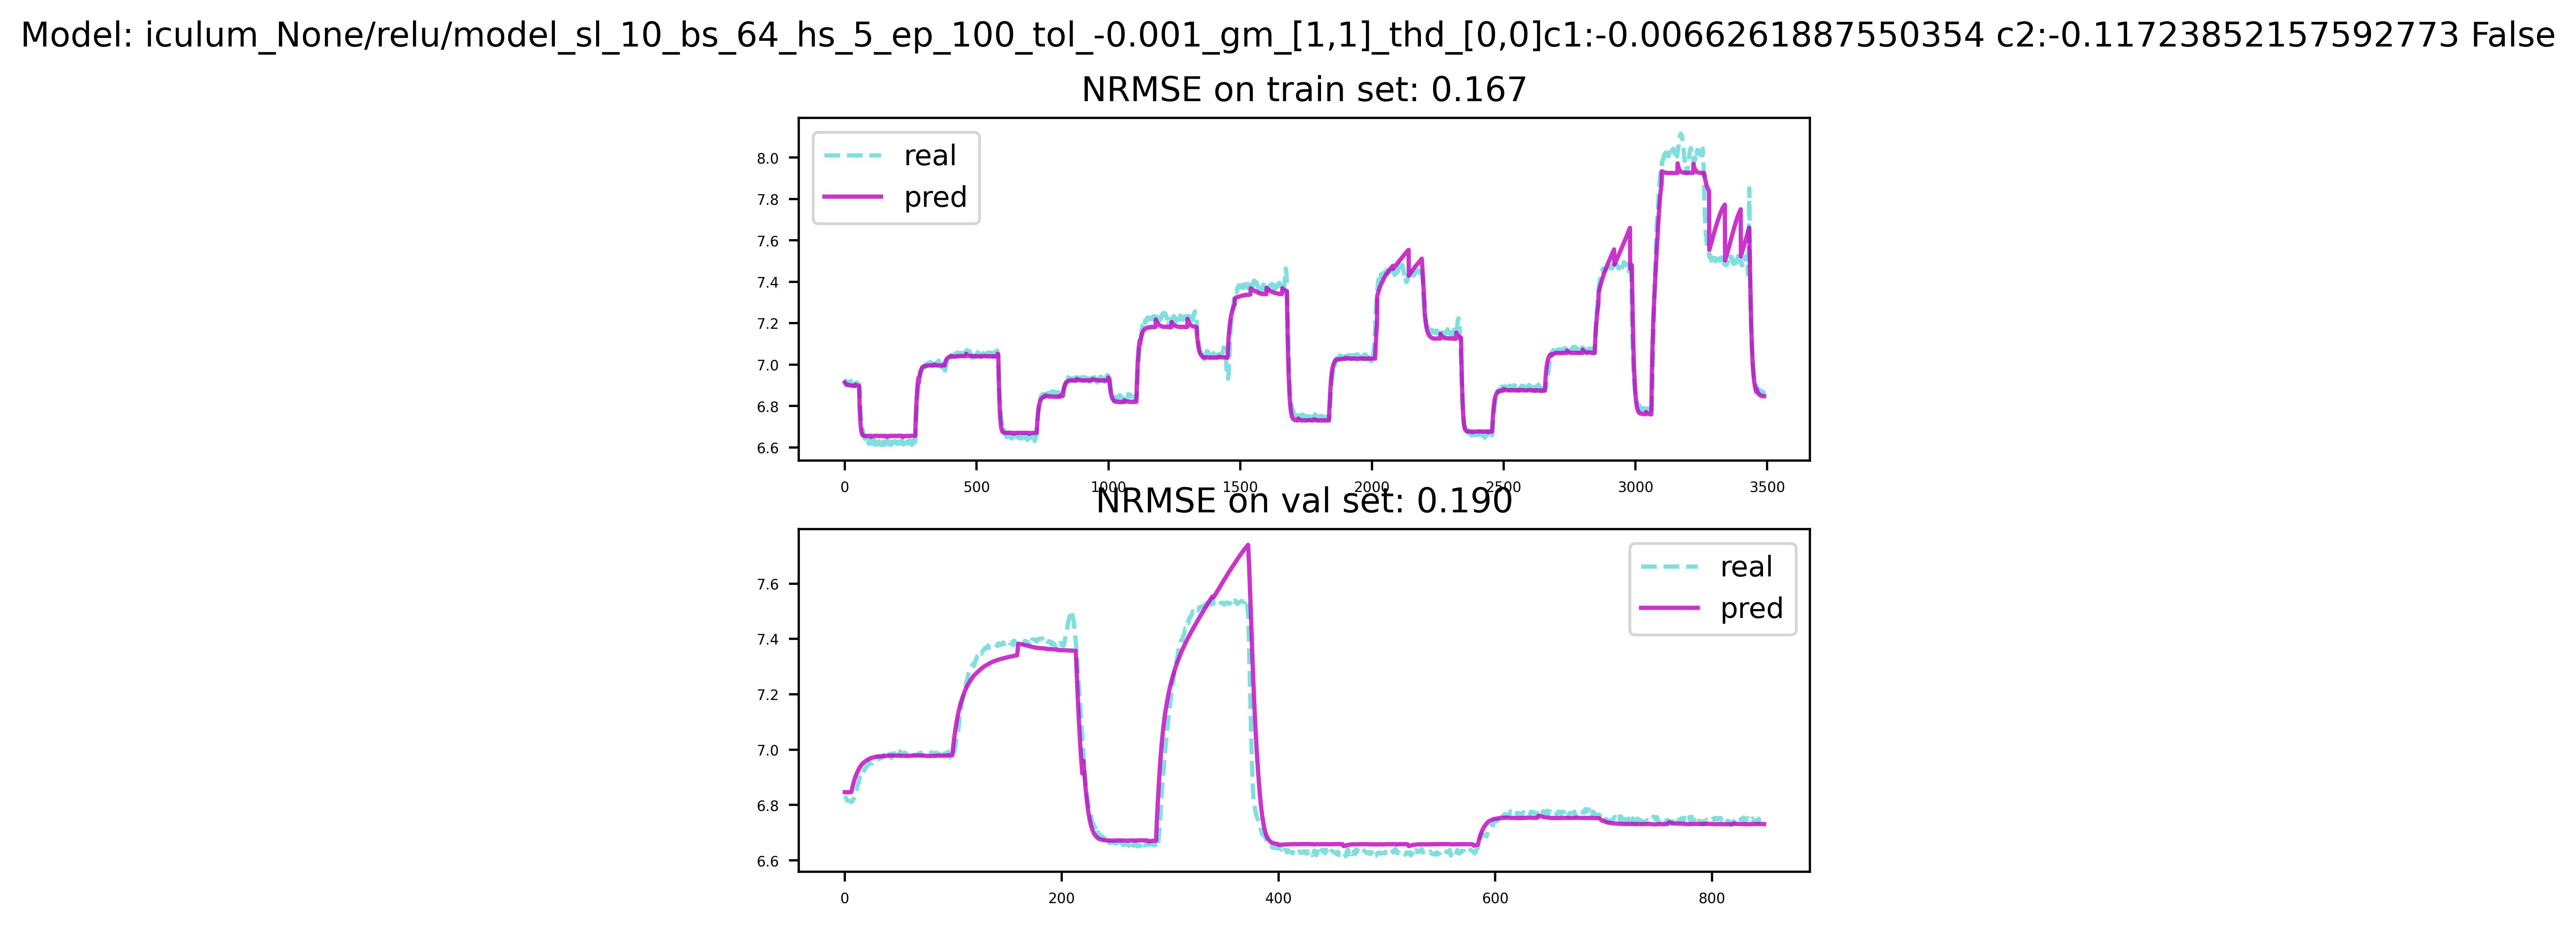 Model: iculum_None/relu/model_sl_10_bs_64_hs_5_ep_100_tol_-0.001_gm_[1,1]_thd_[0,0]c1:-0.0066261887550354 c2:-0.11723852157592773 False
NRMSE on train set: 0.167
real
pred
8.0
7.8
7.6
7.4
7.2
7.0
6.8
6.6
0 500 1000 1500 2000 2500 3000 3500
NRMSE on val set: 0.190
real
pred
7.6
7.4
7.2
7.0
6.8
6.6
0 200 400 600 800